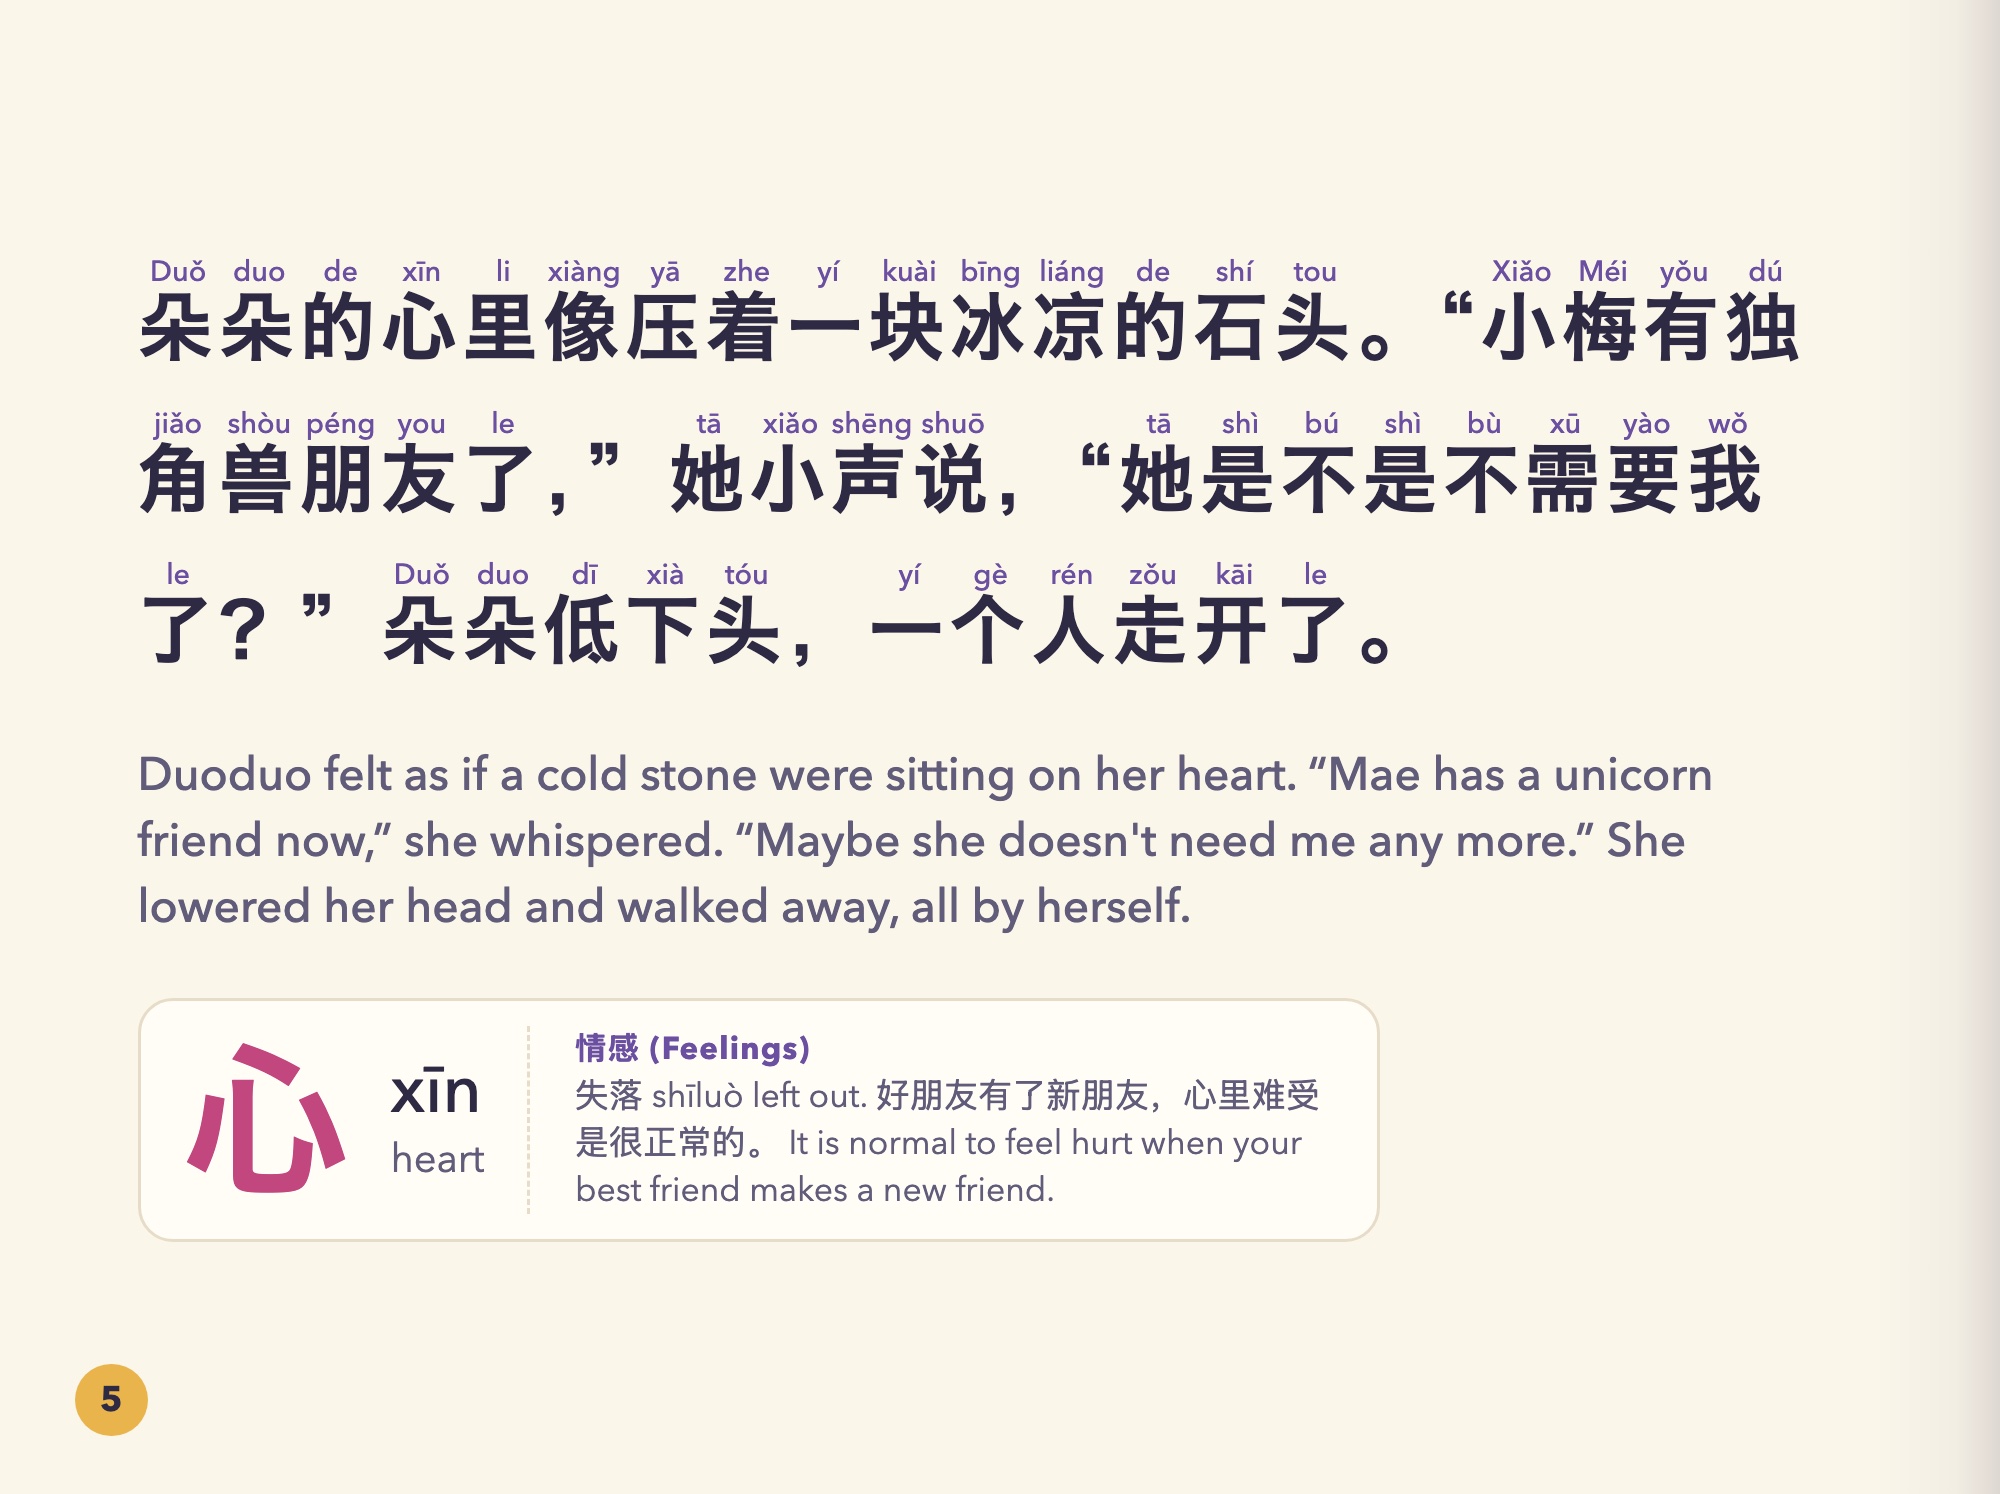 Duǒ duo de xīn li xiàng yā zhe yí kuài bīng liáng de shí tou Xiǎo Méi yǒu dú
朵朵的心里像压着一块冰凉的石头。“小梅有独
jiǎo shòu péng you le tā xiǎo shēng shuō tā shì bú shì bù xū yào wǒ
角兽朋友了，”她小声说，“她是不是不需要我
le Duǒ duo dī xià tóu yí gè rén zǒu kāi le
了？”朵朵低下头，一个人走开了。
Duoduo felt as if a cold stone were sitting on her heart. “Mae has a unicorn
friend now,” she whispered. “Maybe she doesn't need me any more.” She
lowered her head and walked away, all by herself.
心
xīn
heart
情感 (Feelings)
失落 shīluò left out. 好朋友有了新朋友，心里难受
是很正常的。 It is normal to feel hurt when your
best friend makes a new friend.
5